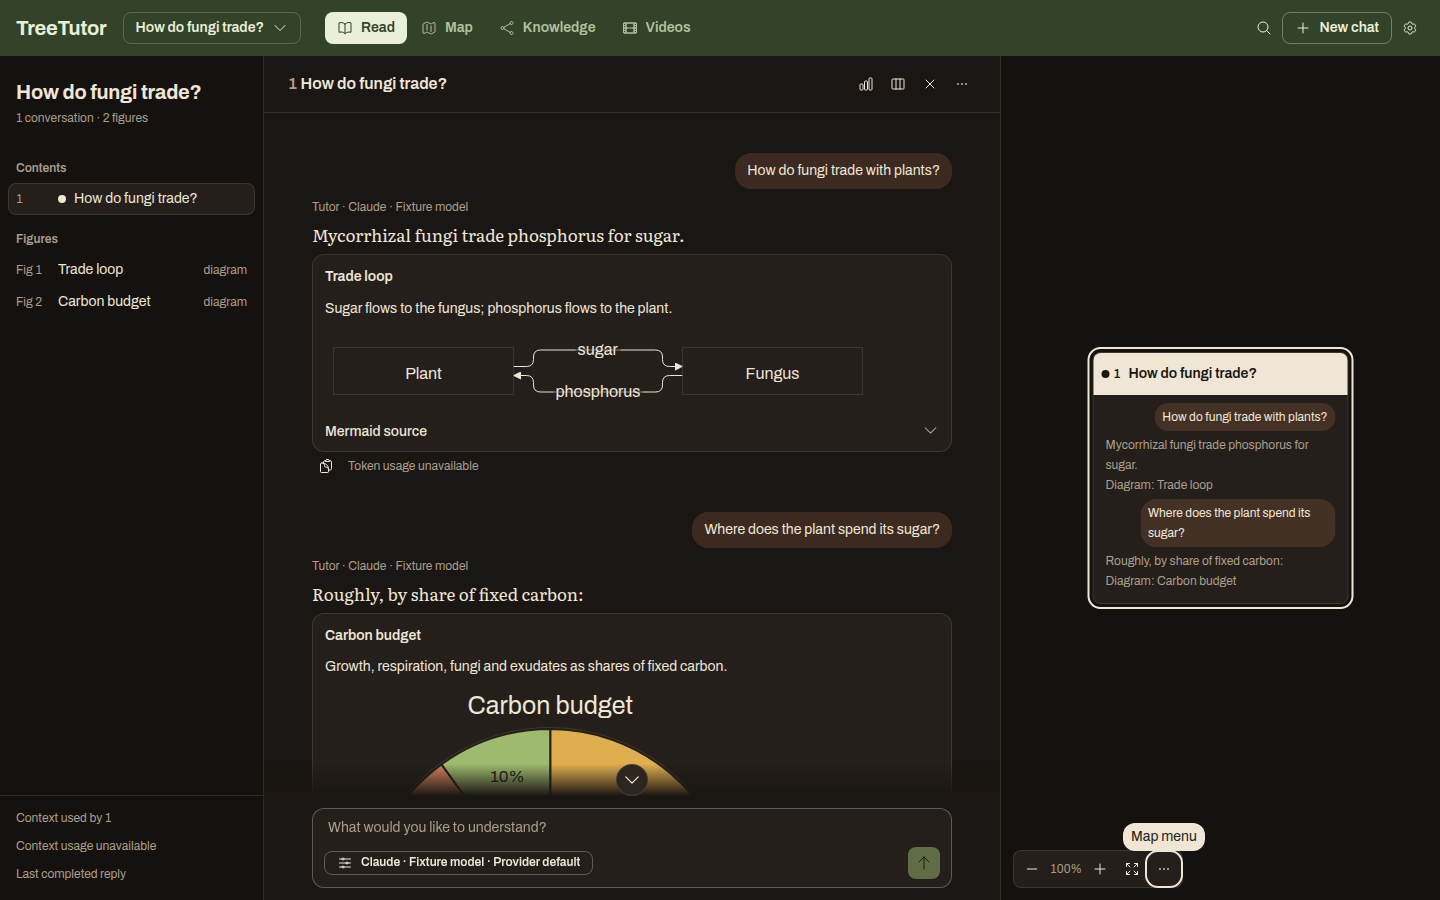 TreeTutor
How do fungi trade?
Read
Map
Knowledge
Videos
New chat
How do fungi trade?
1 conversation · 2 figures
Contents
1 How do fungi trade?
Figures
Fig 1 Trade loop diagram
Fig 2 Carbon budget diagram
Context used by 1
Context usage unavailable
Last completed reply
1 How do fungi trade?
How do fungi trade with plants?
Tutor · Claude · Fixture model
Mycorrhizal fungi trade phosphorus for sugar.
Trade loop
Sugar flows to the fungus; phosphorus flows to the plant.
sugar
Plant
Fungus
phosphorus
Mermaid source
Token usage unavailable
Where does the plant spend its sugar?
Tutor · Claude · Fixture model
Roughly, by share of fixed carbon:
Carbon budget
Growth, respiration, fungi and exudates as shares of fixed carbon.
Carbon budget
10%
What would you like to understand?
Claude · Fixture model · Provider default
1 How do fungi trade?
How do fungi trade with plants?
Mycorrhizal fungi trade phosphorus for
sugar.
Diagram: Trade loop
Where does the plant spend its
sugar?
Roughly, by share of fixed carbon:
Diagram: Carbon budget
Map menu
100%